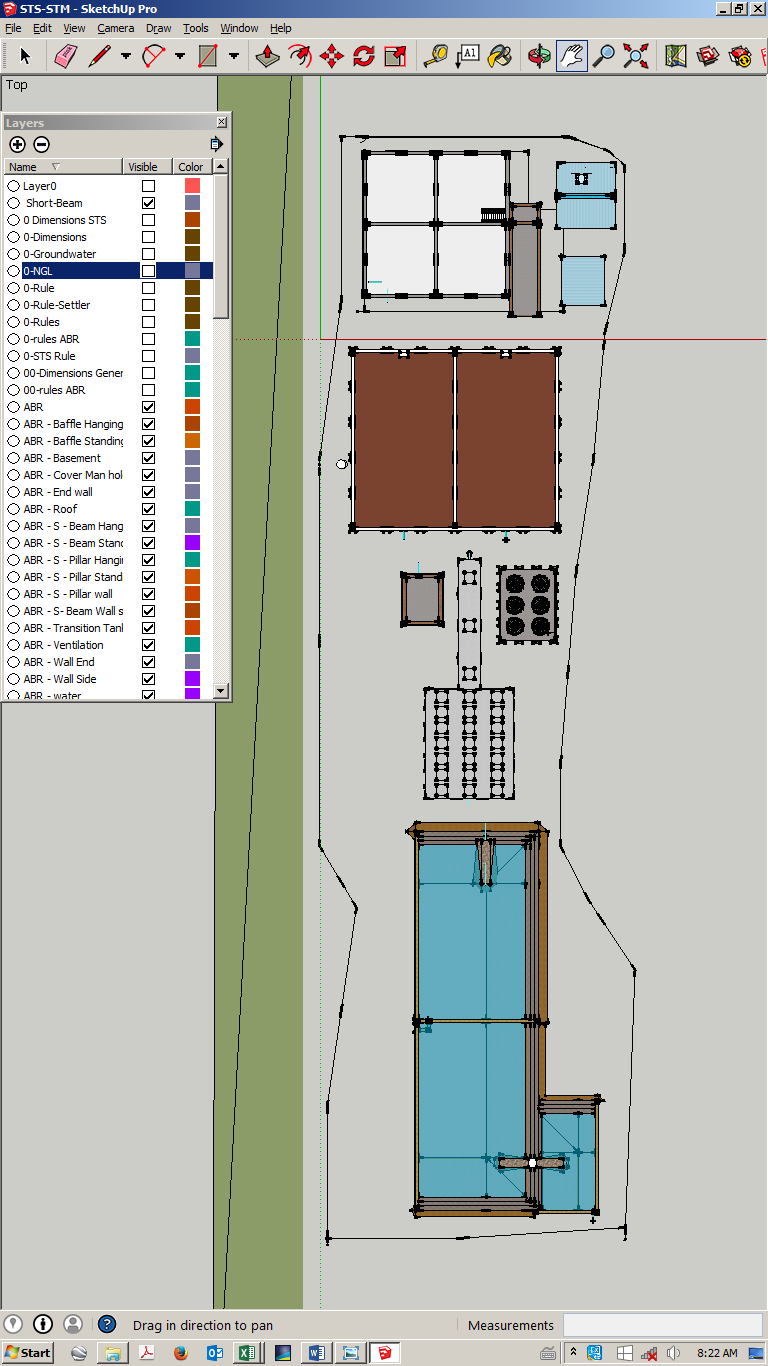 STS-STM - SketchUp Pro
File Edit View Camera Draw Tools Window Help
A1
Top
Layers
Name Visible Color
Layer0
Short-Beam
0 Dimensions STS
0-Dimensions
0-Groundwater
0-NGL
0-Rule
0-Rule-Settler
0-Rules
0-rules ABR
0-STS Rule
00-Dimensions Gener
00-rules ABR
ABR
ABR - Baffle Hanging
ABR - Baffle Standing
ABR - Basement
ABR - Cover Man hol
ABR - End wall
ABR - Roof
ABR - S - Beam Hang
ABR - S - Beam Stand
ABR - S - Pillar Hangi
ABR - S - Pillar Stand
ABR - S - Pillar wall
ABR - S- Beam Wall s
ABR - Transition Tank
ABR - Ventilation
ABR - Wall End
ABR - Wall Side
ABR - water
Drag in direction to pan
Measurements
Start
8:22 AM